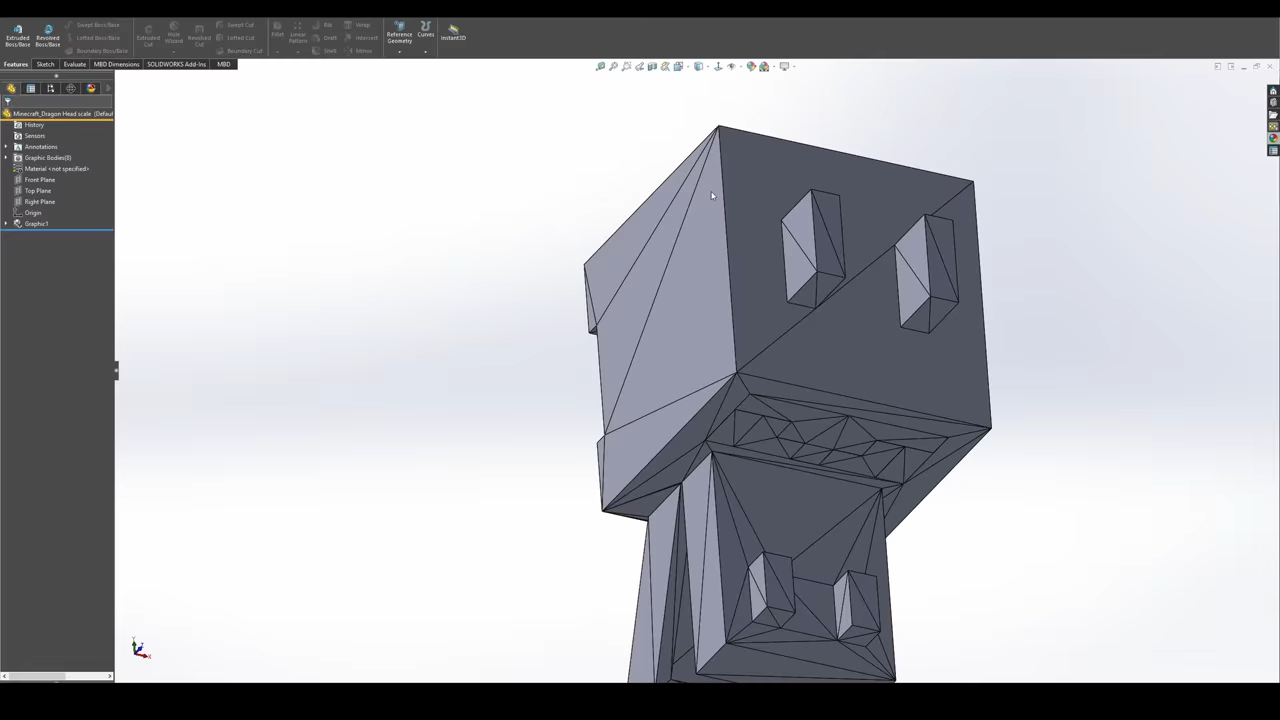 Extruded Boss/Base
Revolved Boss/Base
Swept Boss/Base
Lofted Boss/Base
Boundary Boss/Base
Extruded Cut
Hole Wizard
Revolved Cut
Swept Cut
Lofted Cut
Boundary Cut
Fillet
Linear Pattern
Rib
Draft
Shell
Wrap
Intersect
Mirror
Reference Geometry
Curves
Instant3D
Features
Sketch
Evaluate
MBD Dimensions
SOLIDWORKS Add-Ins
MBD
Minecraft_Dragon Head scale (Default
History
Sensors
Annotations
Graphic Bodies(8)
Material <not specified>
Front Plane
Top Plane
Right Plane
Origin
Graphic1